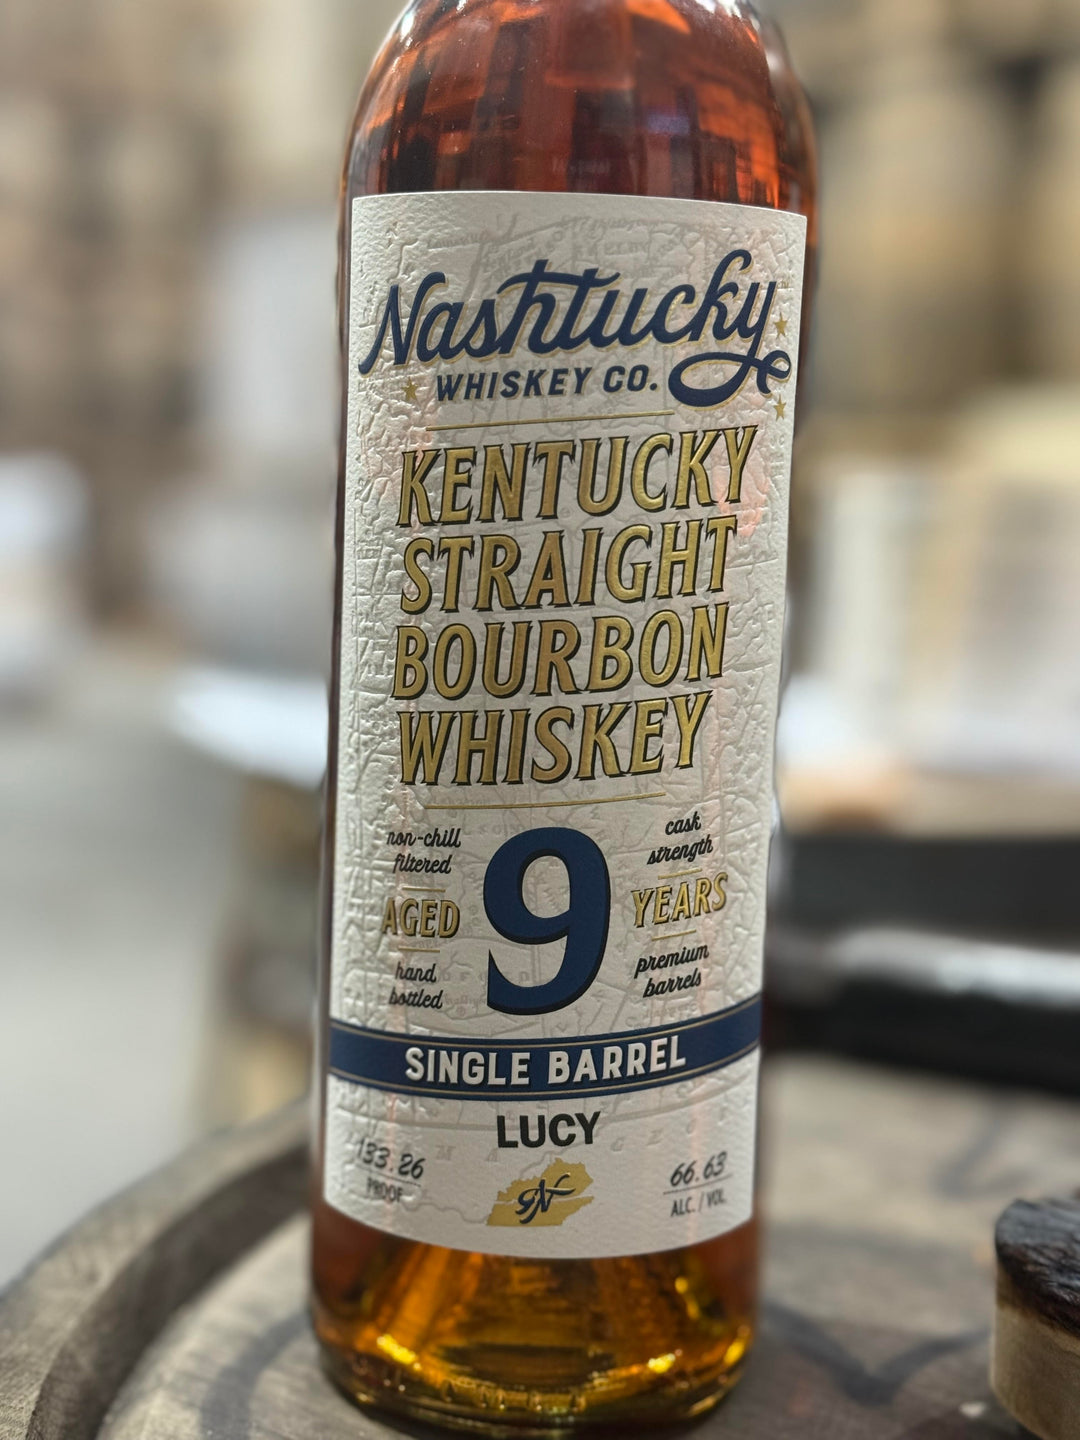 Nashtucky
WHISKEY CO.
KENTUCKY
STRAIGHT
BOURBON
WHISKEY
non-chill
filtered
AGED
hand
bottled
9
cask
strength
YEARS
premium
barrels
SINGLE BARREL
LUCY
133.26
PROOF
66.63
ALC. / VOL.